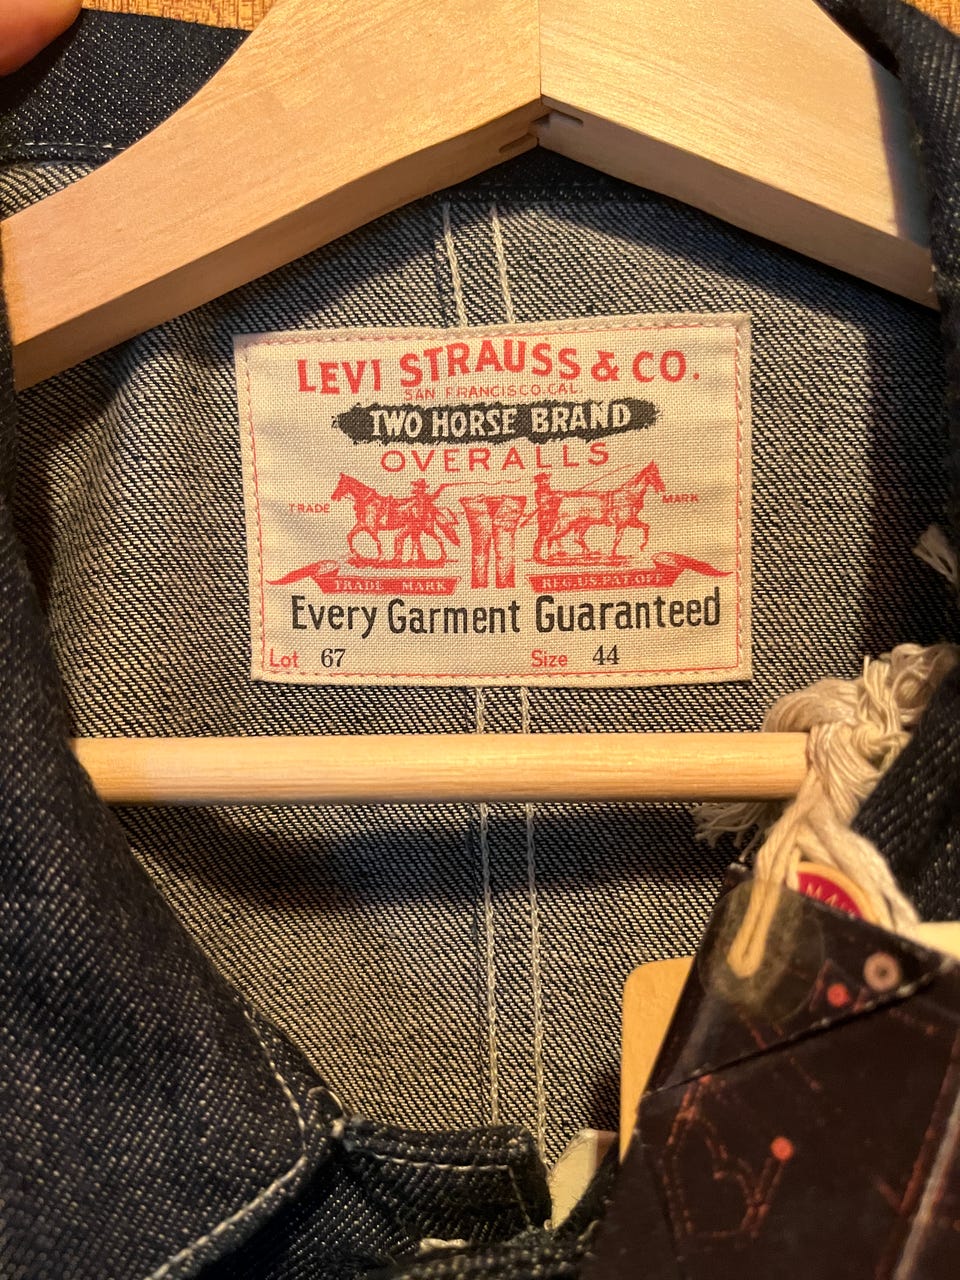 LEVI STRAUSS & CO.
SAN FRANCISCO.CAL.
TWO HORSE BRAND
OVERALLS
TRADE MARK
TRADE MARK REG.US.PAT.OFF
Every Garment Guaranteed
Lot 67 Size 44